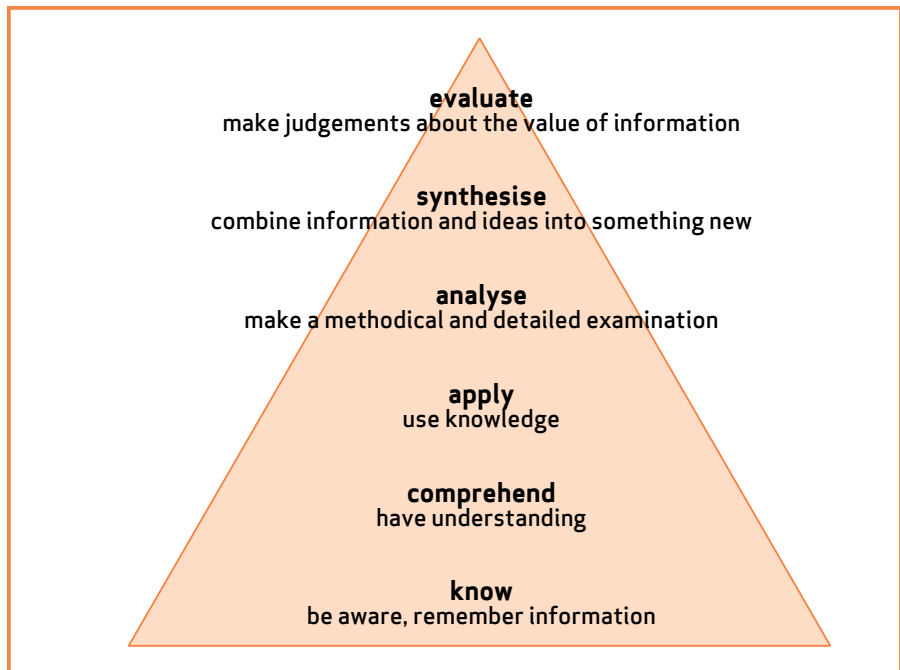 evaluate
make judgements about the value of information
synthesise
combine information and ideas into something new
analyse
make a methodical and detailed examination
apply
use knowledge
comprehend
have understanding
know
be aware, remember information